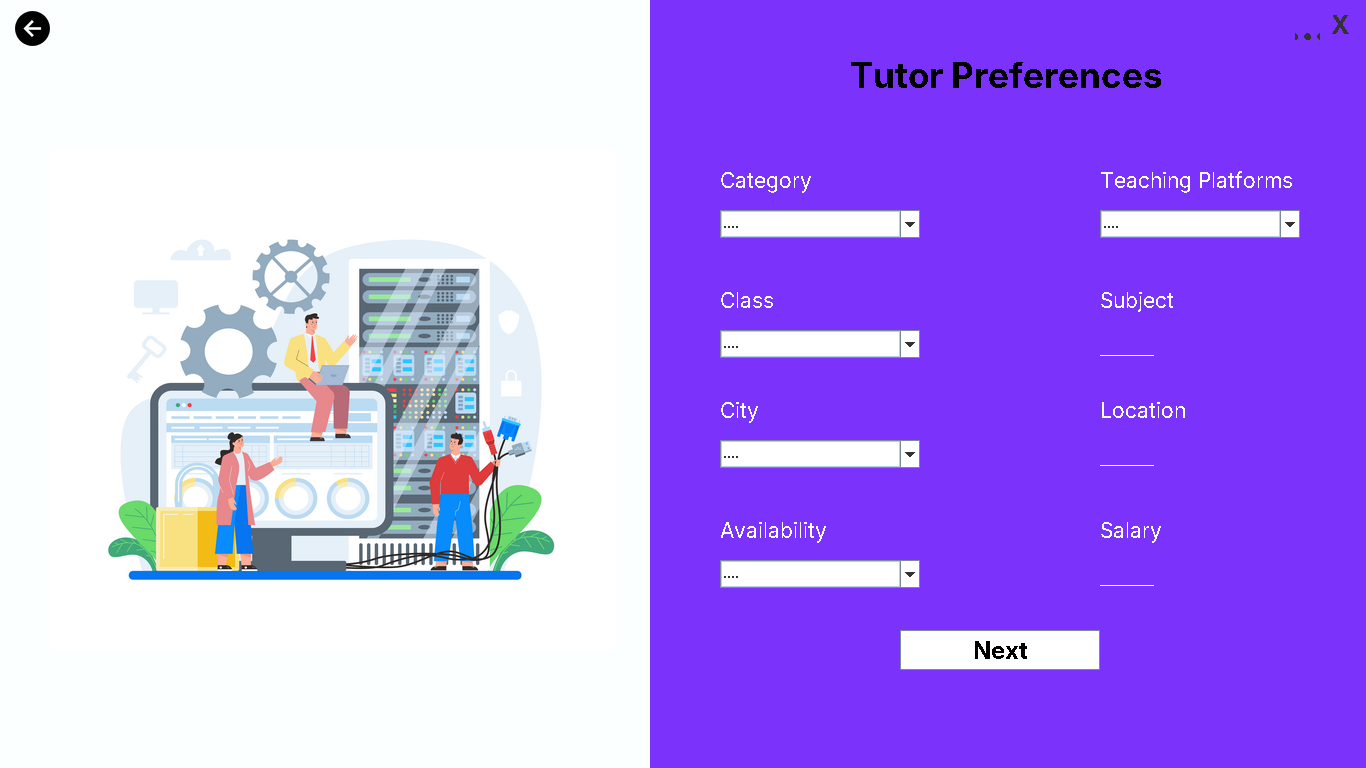 X
Tutor Preferences
Category
Teaching Platforms
....
....
Class
Subject
....
City
Location
....
Availability
Salary
....
Next